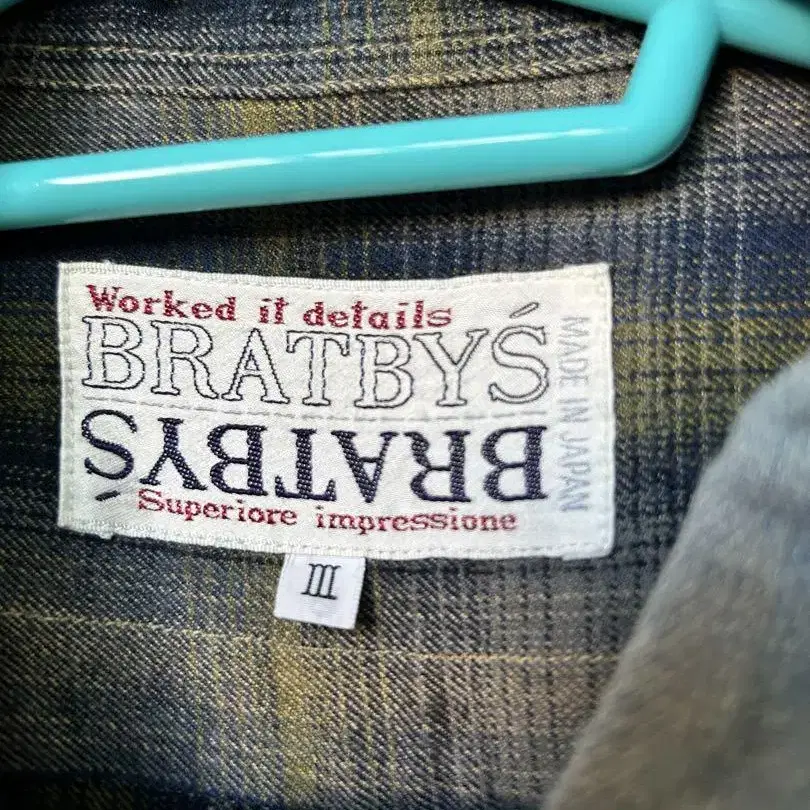 Worked it details
BRATBYŚ
BRATBYŚ
Superiore impressione
MADE IN JAPAN
III